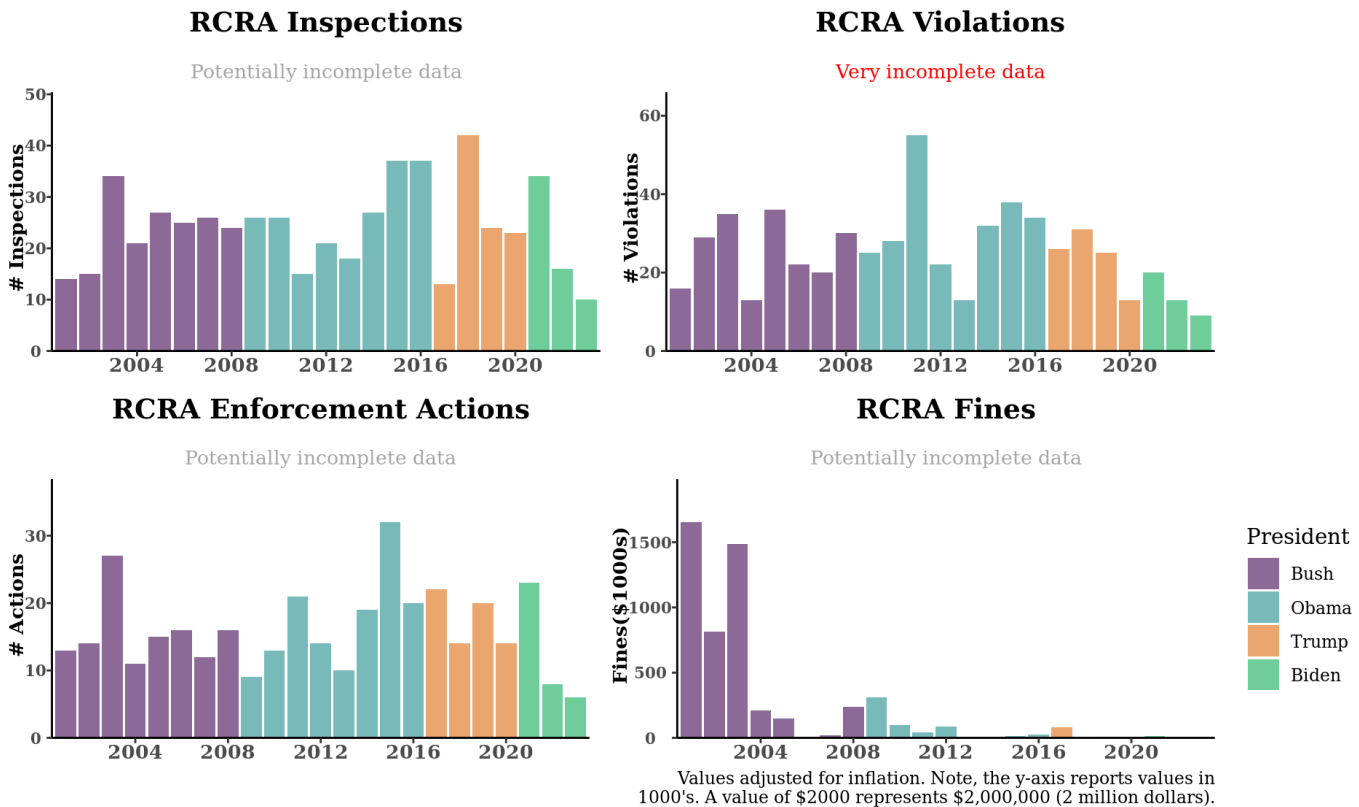 RCRA Inspections
Potentially incomplete data
# Inspections
50
40
30
20
10
0
2004 2008 2012 2016 2020
RCRA Violations
Very incomplete data
# Violations
60
40
20
0
2004 2008 2012 2016 2020
RCRA Enforcement Actions
Potentially incomplete data
# Actions
30
20
10
0
2004 2008 2012 2016 2020
RCRA Fines
Potentially incomplete data
Fines($1000s)
1500
1000
500
0
2004 2008 2012 2016 2020
President
Bush
Obama
Trump
Biden
Values adjusted for inflation. Note, the y-axis reports values in
1000's. A value of $2000 represents $2,000,000 (2 million dollars).